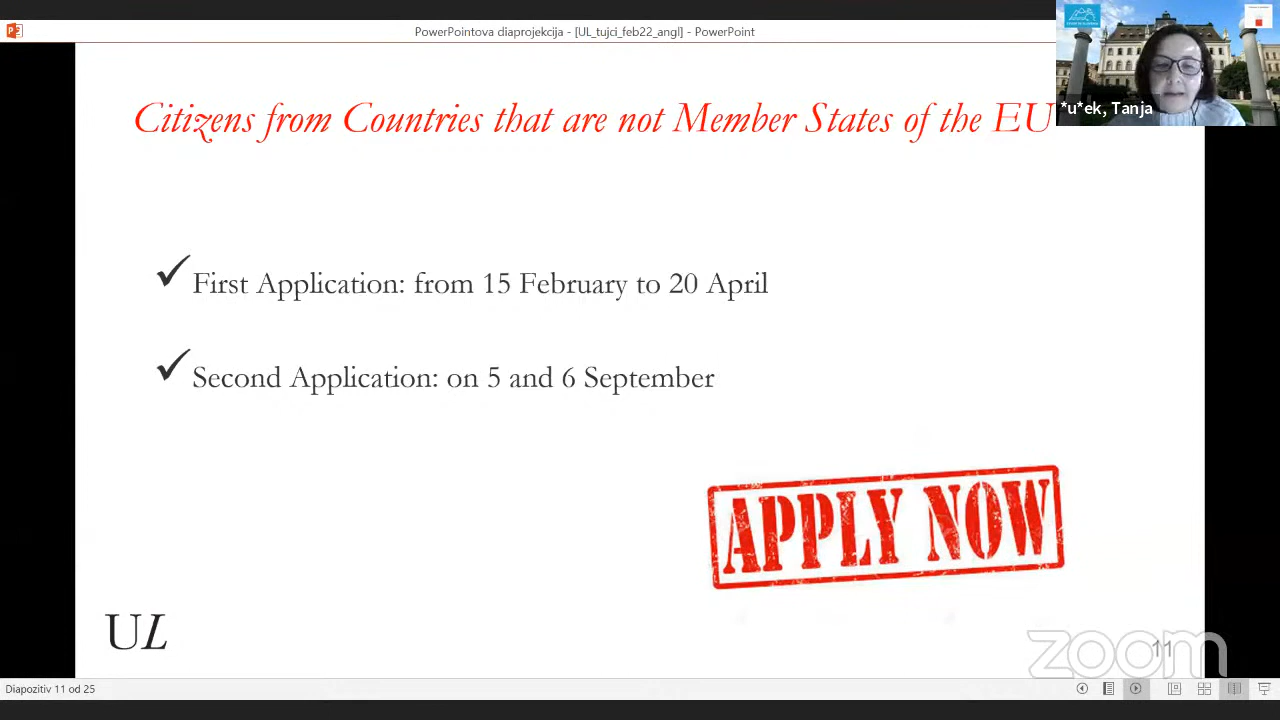 PowerPointova diaprojekcija - [UL_tujci_feb22_angl] - PowerPoint
*u*ek, Tanja
Citizens from Countries that are not Member States of the EU
First Application: from 15 February to 20 April
Second Application: on 5 and 6 September
APPLY NOW
UL
zoom
11
Diapozitiv 11 od 25